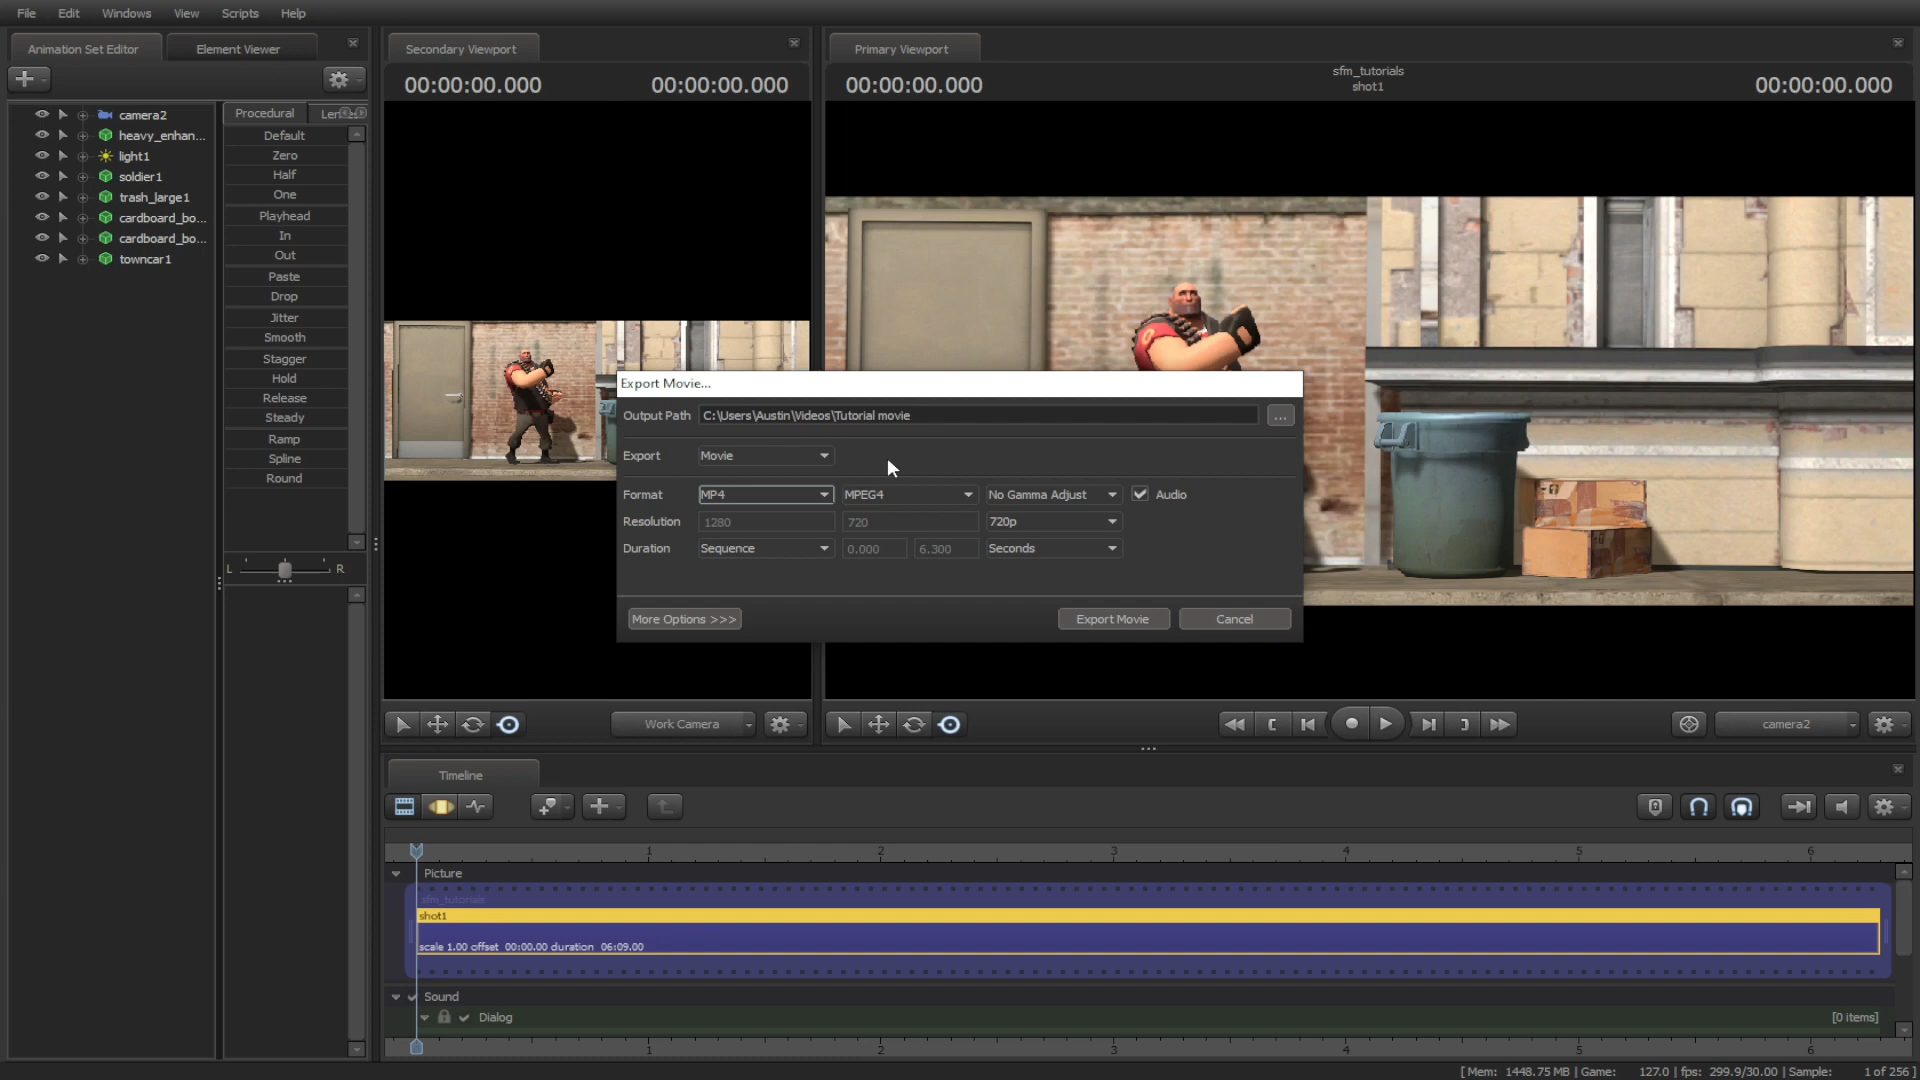 File Edit Windows View Scripts Help
Animation Set Editor Element Viewer
Secondary Viewport
Primary Viewport
00:00:00.000 00:00:00.000
00:00:00.000 sfm_tutorials 00:00:00.000
shot1
camera2
heavy_enhan...
light1
soldier1
trash_large1
cardboard_bo...
cardboard_bo...
towncar1
Procedural
Default
Zero
Half
One
Playhead
In
Out
Paste
Drop
Jitter
Smooth
Stagger
Hold
Release
Steady
Ramp
Spline
Round
L R
Export Movie...
Output Path C:\Users\Austin\Videos\Tutorial movie ...
Export Movie
Format MP4 MPEG4 No Gamma Adjust Audio
Resolution 1280 720 720p
Duration Sequence 0.000 6.300 Seconds
More Options >>> Export Movie Cancel
Work Camera
camera2
Timeline
1 2 3 4 5 6
Picture
sfm_tutorials
shot1
scale 1.00 offset 00:00.00 duration 06:09.00
Sound
Dialog [0 items]
1 2 3 4 5 6
[ Mem: 1448.75 MB | Game: 127.0 | fps: 299.9/30.00 | Sample: 1 of 256 ]